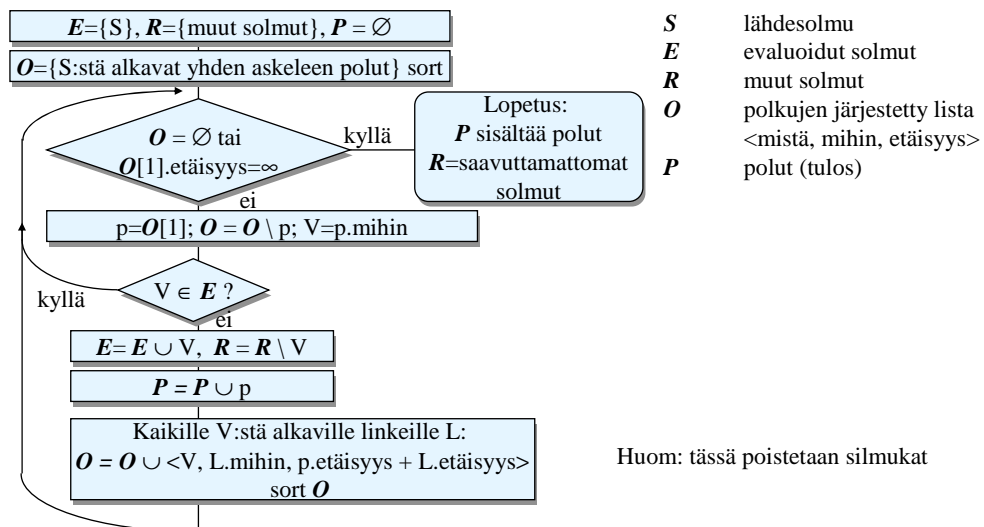 E={S}, R={muut solmut}, P = ∅
O={S:stä alkavat yhden askeleen polut} sort
O = ∅ tai
O[1].etäisyys=∞
kyllä
ei
Lopetus:
P sisältää polut
R=saavuttamattomat
solmut
p=O[1]; O = O \ p; V=p.mihin
V ∈ E ?
kyllä
ei
E= E ∪ V, R = R \ V
P = P ∪ p
Kaikille V:stä alkaville linkeille L:
O = O ∪ <V, L.mihin, p.etäisyys + L.etäisyys>
sort O
S lähdesolmu
E evaluoidut solmut
R muut solmut
O polkujen järjestetty lista
<mistä, mihin, etäisyys>
P polut (tulos)
Huom: tässä poistetaan silmukat